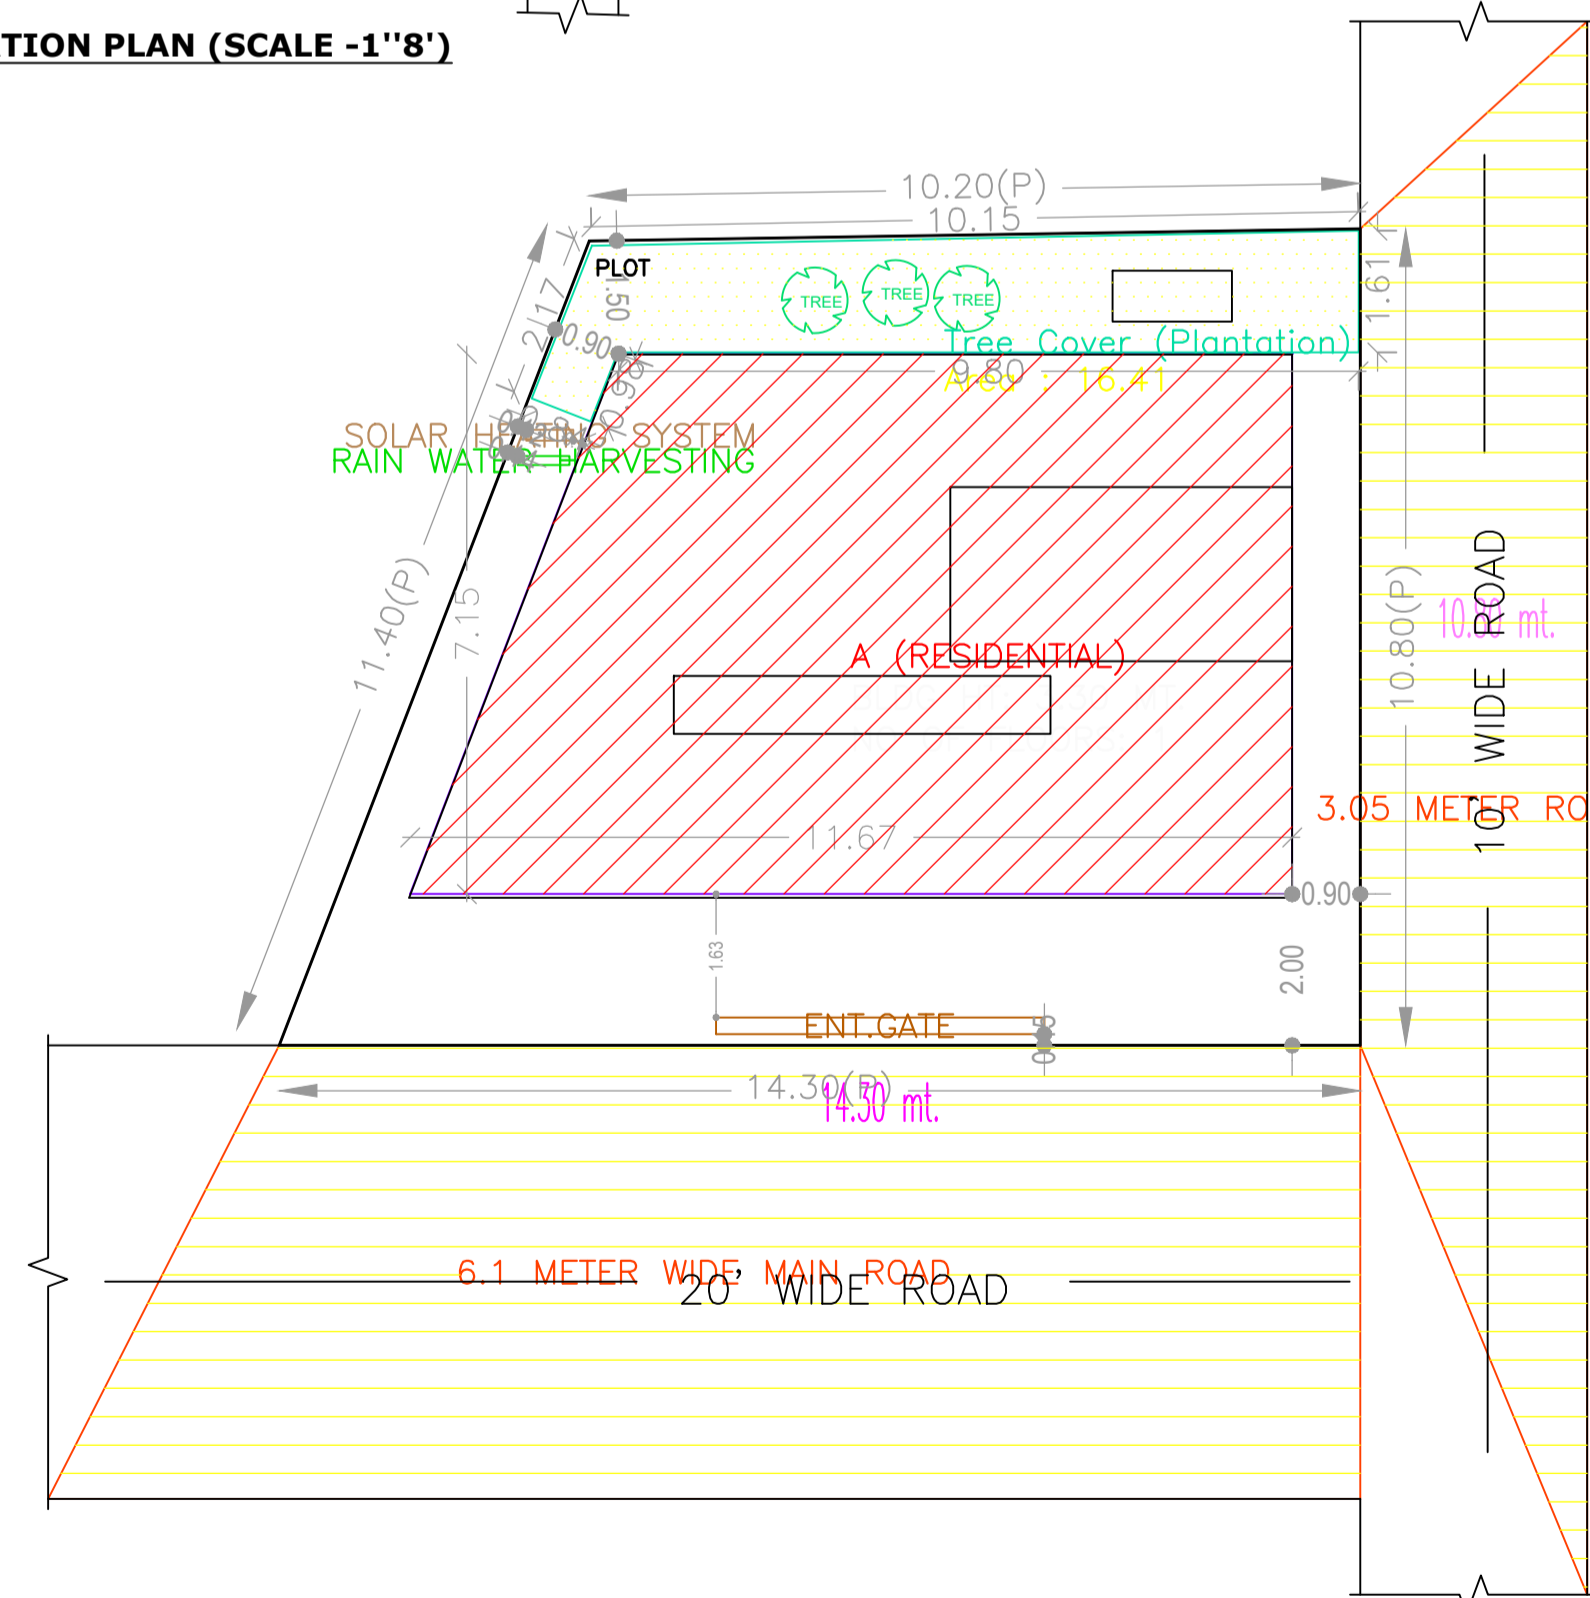 TION PLAN (SCALE -1''8')
10.20(P)
10.15
PLOT
1.50
2.17
0.90
TREE
TREE
TREE
1.61
Tree Cover (Plantation)
9.80
Area : 16.41
SOLAR HEATING SYSTEM
RAIN WATER HARVESTING
11.40(P)
7.15
10.80(P)
10.80 mt.
10' WIDE ROAD
A (RESIDENTIAL)
3.05 METER RO
11.67
0.90
1.63
2.00
ENT.GATE
14.30(P)
14.30 mt.
6.1 METER WIDE MAIN ROAD
20' WIDE ROAD